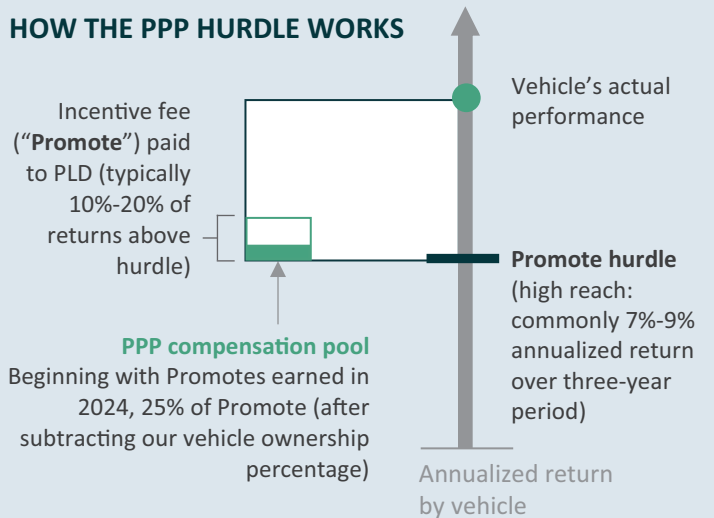 HOW THE PPP HURDLE WORKS
Incentive fee
(“Promote”) paid
to PLD (typically
10%-20% of
returns above
hurdle)
Vehicle’s actual
performance
Promote hurdle
(high reach:
commonly 7%-9%
annualized return
over three-year
period)
PPP compensation pool
Beginning with Promotes earned in
2024, 25% of Promote (after
subtracting our vehicle ownership
percentage)
Annualized return
by vehicle